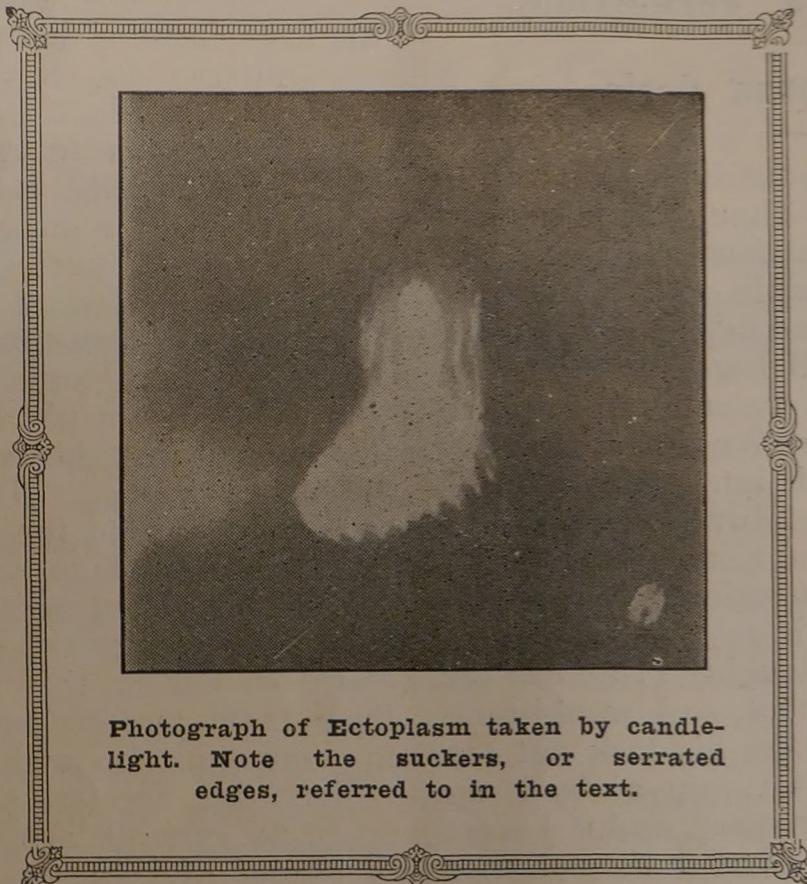 Photograph of Ectoplasm taken by candle-
light. Note the suckers, or serrated
edges, referred to in the text.